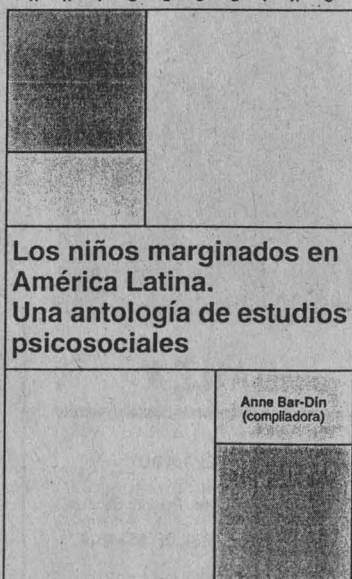 Los niños marginados en
América Latina.
Una antología de estudios
psicosociales
Anne Bar-Din
(compiladora)